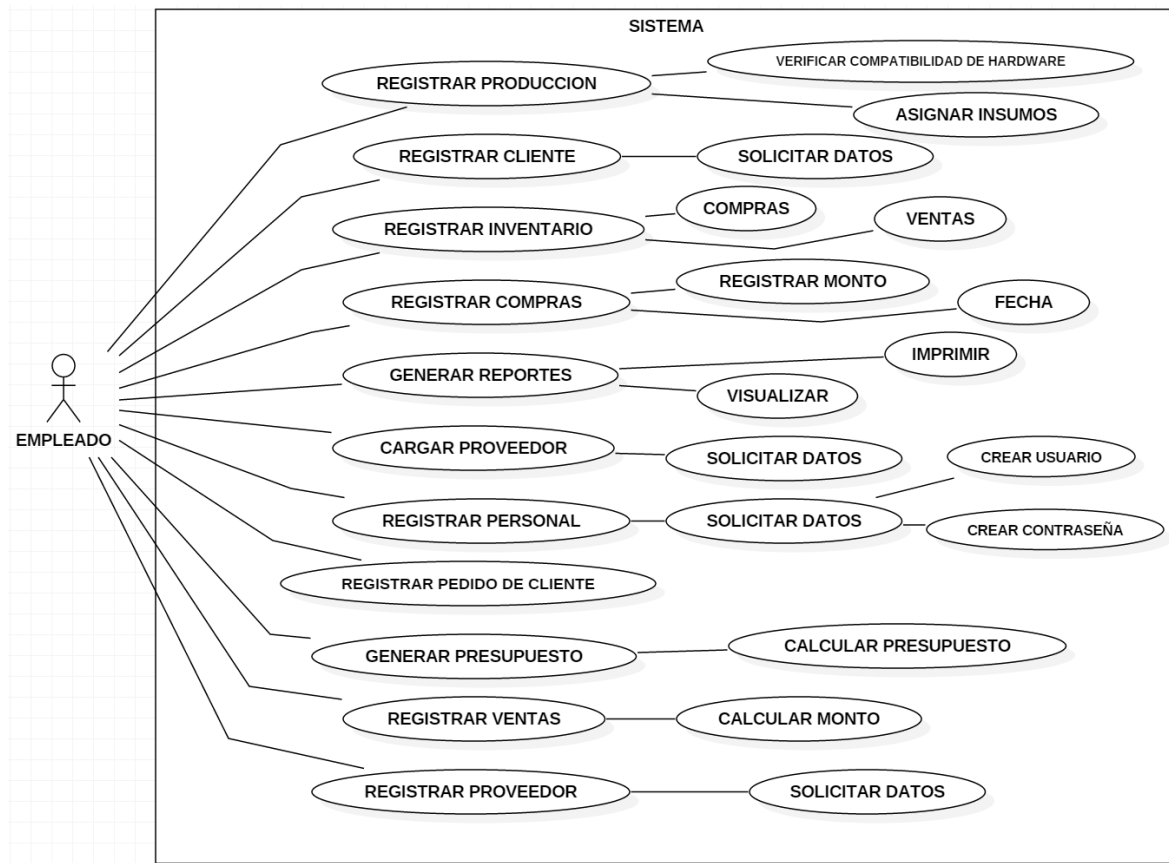 SISTEMA
REGISTRAR PRODUCCION
VERIFICAR COMPATIBILIDAD DE HARDWARE
ASIGNAR INSUMOS
REGISTRAR CLIENTE
SOLICITAR DATOS
REGISTRAR INVENTARIO
COMPRAS
VENTAS
REGISTRAR COMPRAS
REGISTRAR MONTO
FECHA
GENERAR REPORTES
IMPRIMIR
VISUALIZAR
EMPLEADO
CARGAR PROVEEDOR
SOLICITAR DATOS
REGISTRAR PERSONAL
SOLICITAR DATOS
CREAR USUARIO
CREAR CONTRASEÑA
REGISTRAR PEDIDO DE CLIENTE
GENERAR PRESUPUESTO
CALCULAR PRESUPUESTO
REGISTRAR VENTAS
CALCULAR MONTO
REGISTRAR PROVEEDOR
SOLICITAR DATOS